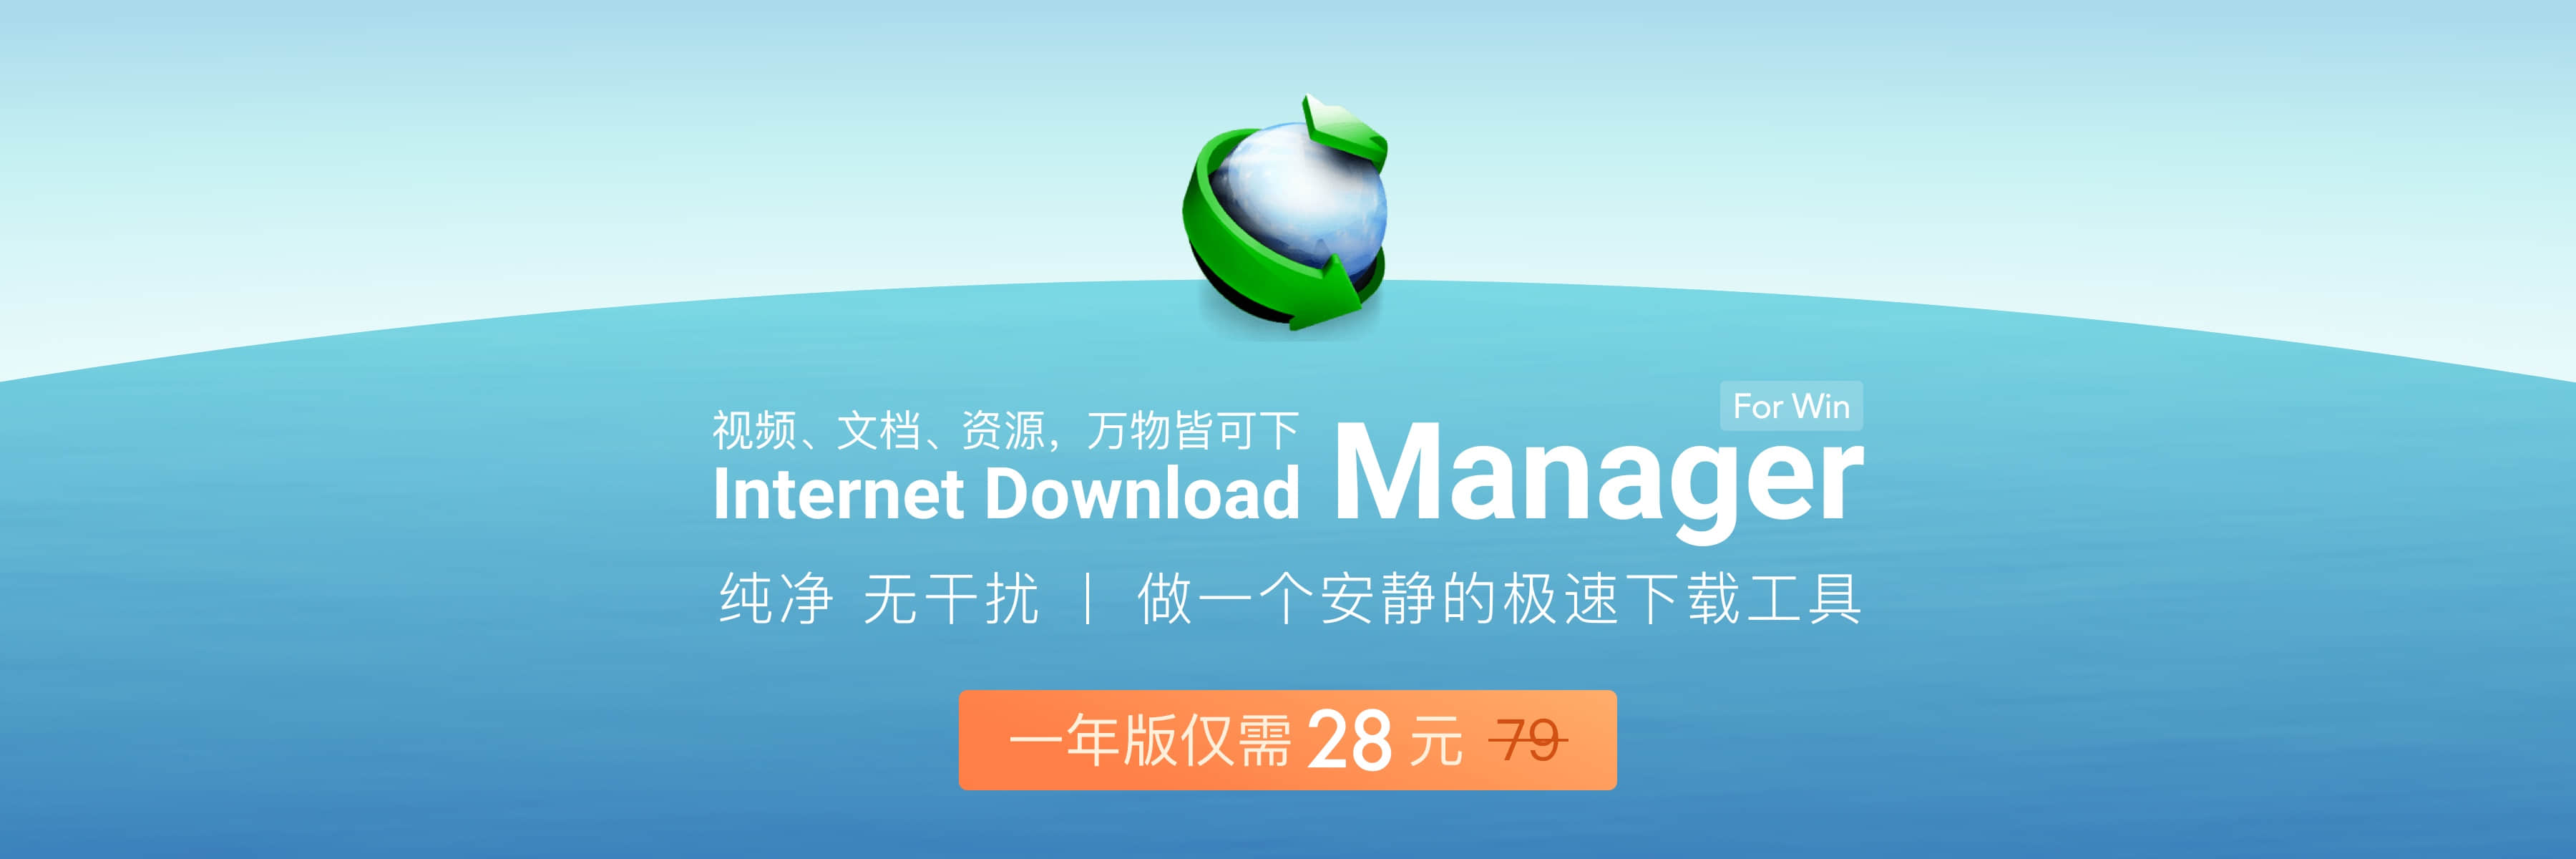 For Win
视频、文档、资源，万物皆可下
Internet Download Manager
纯净 无干扰 | 做一个安静的极速下载工具
一年版仅需 28 元 79